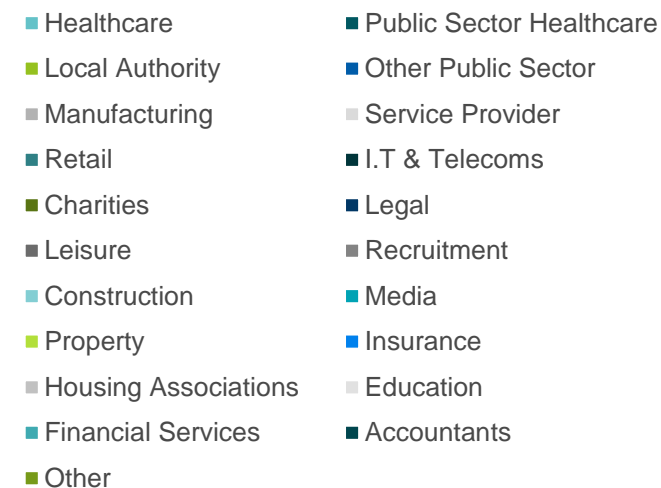 Healthcare Public Sector Healthcare
Local Authority Other Public Sector
Manufacturing Service Provider
Retail I.T & Telecoms
Charities Legal
Leisure Recruitment
Construction Media
Property Insurance
Housing Associations Education
Financial Services Accountants
Other